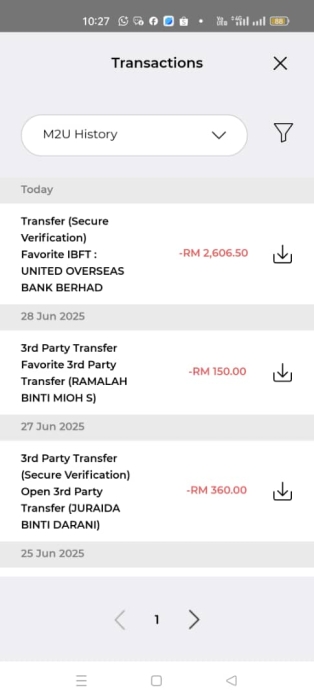 10:27
Transactions
M2U History
Today
Transfer (Secure
Verification)
Favorite IBFT :
UNITED OVERSEAS
BANK BERHAD
-RM 2,606.50
28 Jun 2025
3rd Party Transfer
Favorite 3rd Party
Transfer (RAMALAH
BINTI MIOH S)
-RM 150.00
27 Jun 2025
3rd Party Transfer
(Secure Verification)
Open 3rd Party
Transfer (JURAIDA
BINTI DARANI)
-RM 360.00
25 Jun 2025
1